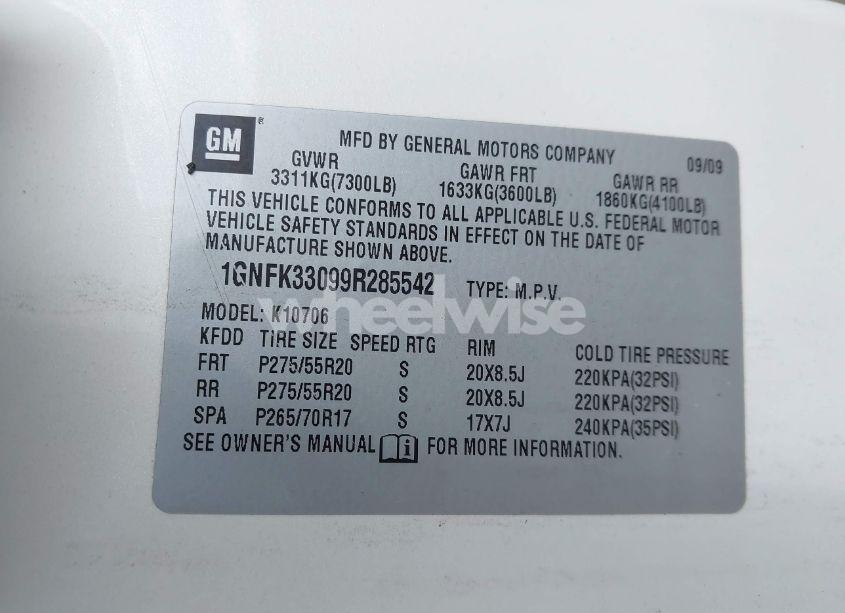 GM ®
MFD BY GENERAL MOTORS COMPANY 09/09
GVWR GAWR FRT GAWR RR
3311KG(7300LB) 1633KG(3600LB) 1860KG(4100LB)
THIS VEHICLE CONFORMS TO ALL APPLICABLE U.S. FEDERAL MOTOR
VEHICLE SAFETY STANDARDS IN EFFECT ON THE DATE OF
MANUFACTURE SHOWN ABOVE.
1GNFK33099R285542 TYPE: M.P.V.
wheelwise
MODEL: K10706
KFDD TIRE SIZE SPEED RTG RIM COLD TIRE PRESSURE
FRT P275/55R20 S 20X8.5J 220KPA(32PSI)
RR P275/55R20 S 20X8.5J 220KPA(32PSI)
SPA P265/70R17 S 17X7J 240KPA(35PSI)
SEE OWNER'S MANUAL i FOR MORE INFORMATION.